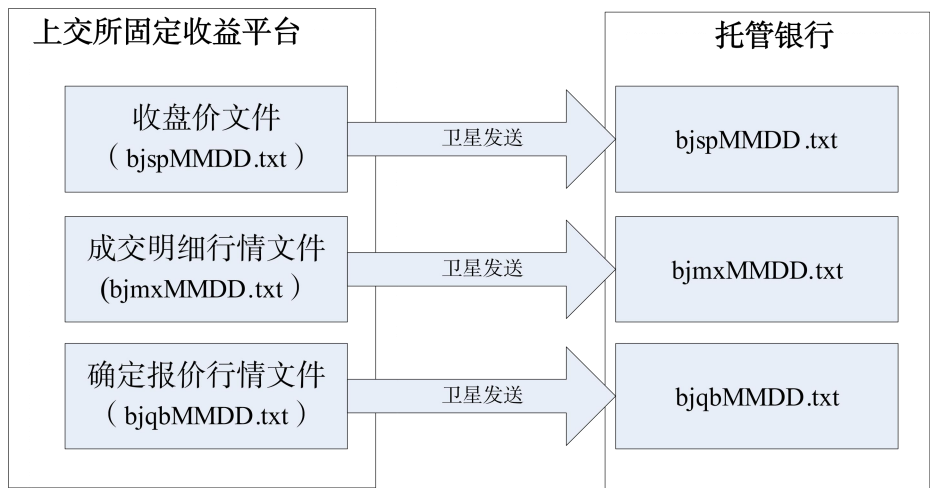 上交所固定收益平台
托管银行
收盘价文件
（bjspMMDD.txt）
卫星发送
bjspMMDD.txt
成交明细行情文件
(bjmxMMDD.txt）
卫星发送
bjmxMMDD.txt
确定报价行情文件
（bjqbMMDD.txt）
卫星发送
bjqbMMDD.txt